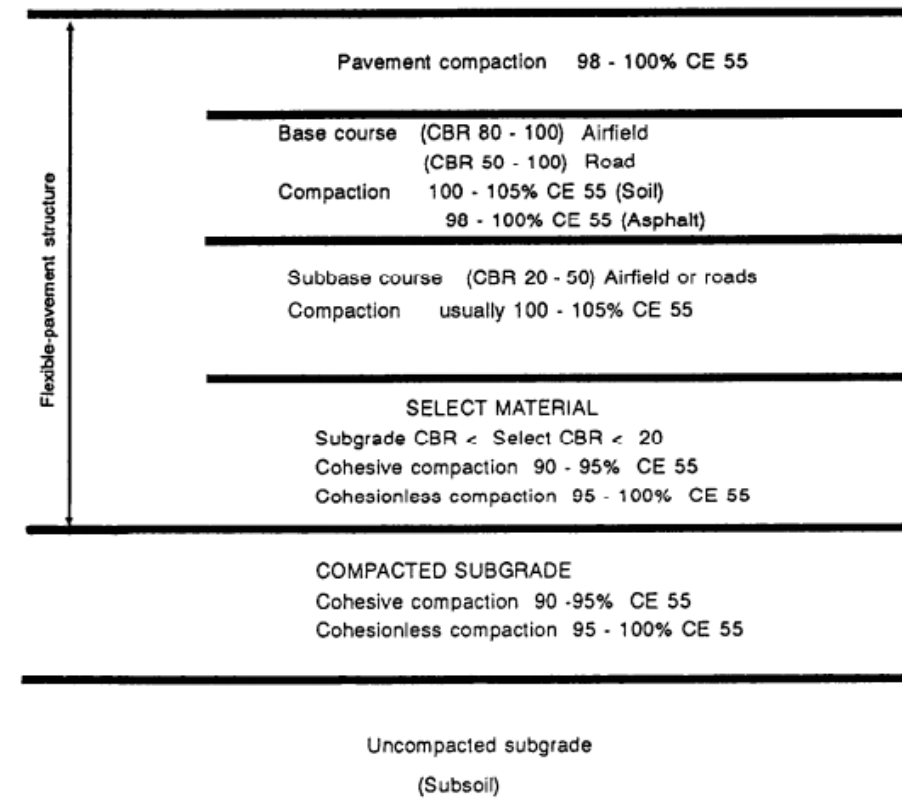 Flexible-pavement structure
Pavement compaction 98 - 100% CE 55
Base course (CBR 80 - 100) Airfield
(CBR 50 - 100) Road
Compaction 100 - 105% CE 55 (Soil)
98 - 100% CE 55 (Asphalt)
Subbase course (CBR 20 - 50) Airfield or roads
Compaction usually 100 - 105% CE 55
SELECT MATERIAL
Subgrade CBR < Select CBR < 20
Cohesive compaction 90 - 95% CE 55
Cohesionless compaction 95 - 100% CE 55
COMPACTED SUBGRADE
Cohesive compaction 90 -95% CE 55
Cohesionless compaction 95 - 100% CE 55
Uncompacted subgrade
(Subsoil)